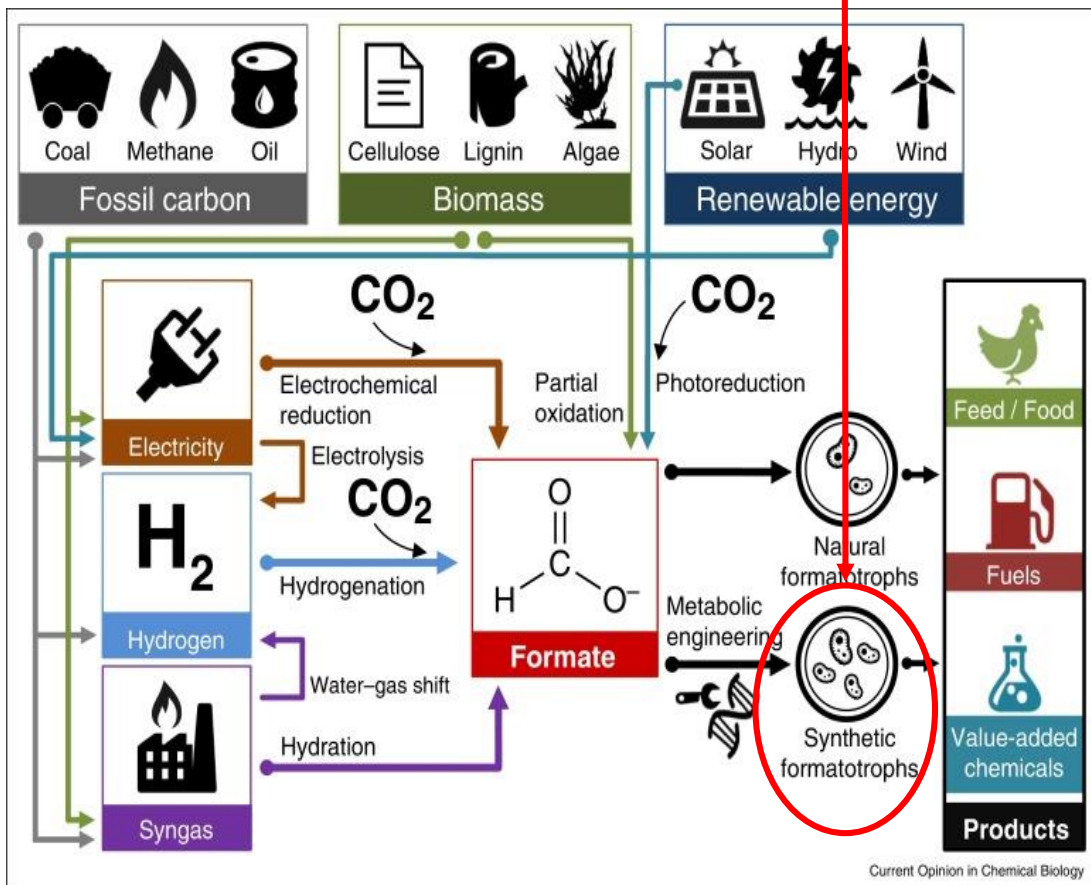 Coal Methane Oil
Fossil carbon
Cellulose Lignin Algae
Biomass
Solar Hydro Wind
Renewable energy
CO₂
CO₂
Electrochemical
reduction
Partial
oxidation
Photoreduction
Electricity
Electrolysis
CO₂
H₂
Hydrogenation
Hydrogen
O
C
H
O⁻
Formate
Water–gas shift
Hydration
Syngas
Natural
formatotrophs
Metabolic
engineering
Synthetic
formatotrophs
Feed / Food
Fuels
Value-added
chemicals
Products
Current Opinion in Chemical Biology